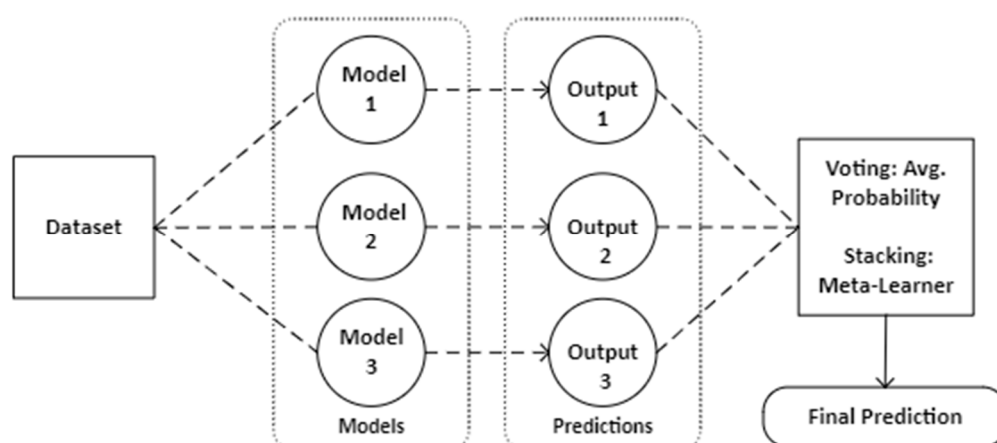 Dataset
Model
1
Model
2
Model
3
Models
Output
1
Output
2
Output
3
Predictions
Voting: Avg.
Probability
Stacking:
Meta-Learner
Final Prediction